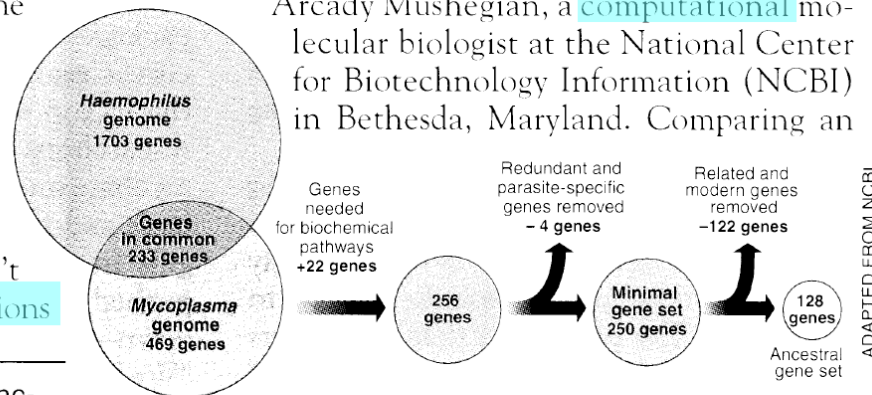 ne
Arcady Mushegian, a computational mo-
lecular biologist at the National Center
for Biotechnology Information (NCBI)
in Bethesda, Maryland. Comparing an
Haemophilus
genome
1703 genes
Genes
in common
233 genes
Mycoplasma
genome
469 genes
't
ions
Genes
needed
for biochemical
pathways
+22 genes
256
genes
Redundant and
parasite-specific
genes removed
– 4 genes
Minimal
gene set
250 genes
Related and
modern genes
removed
–122 genes
128
genes
Ancestral
gene set
ADAPTED FROM NCBI